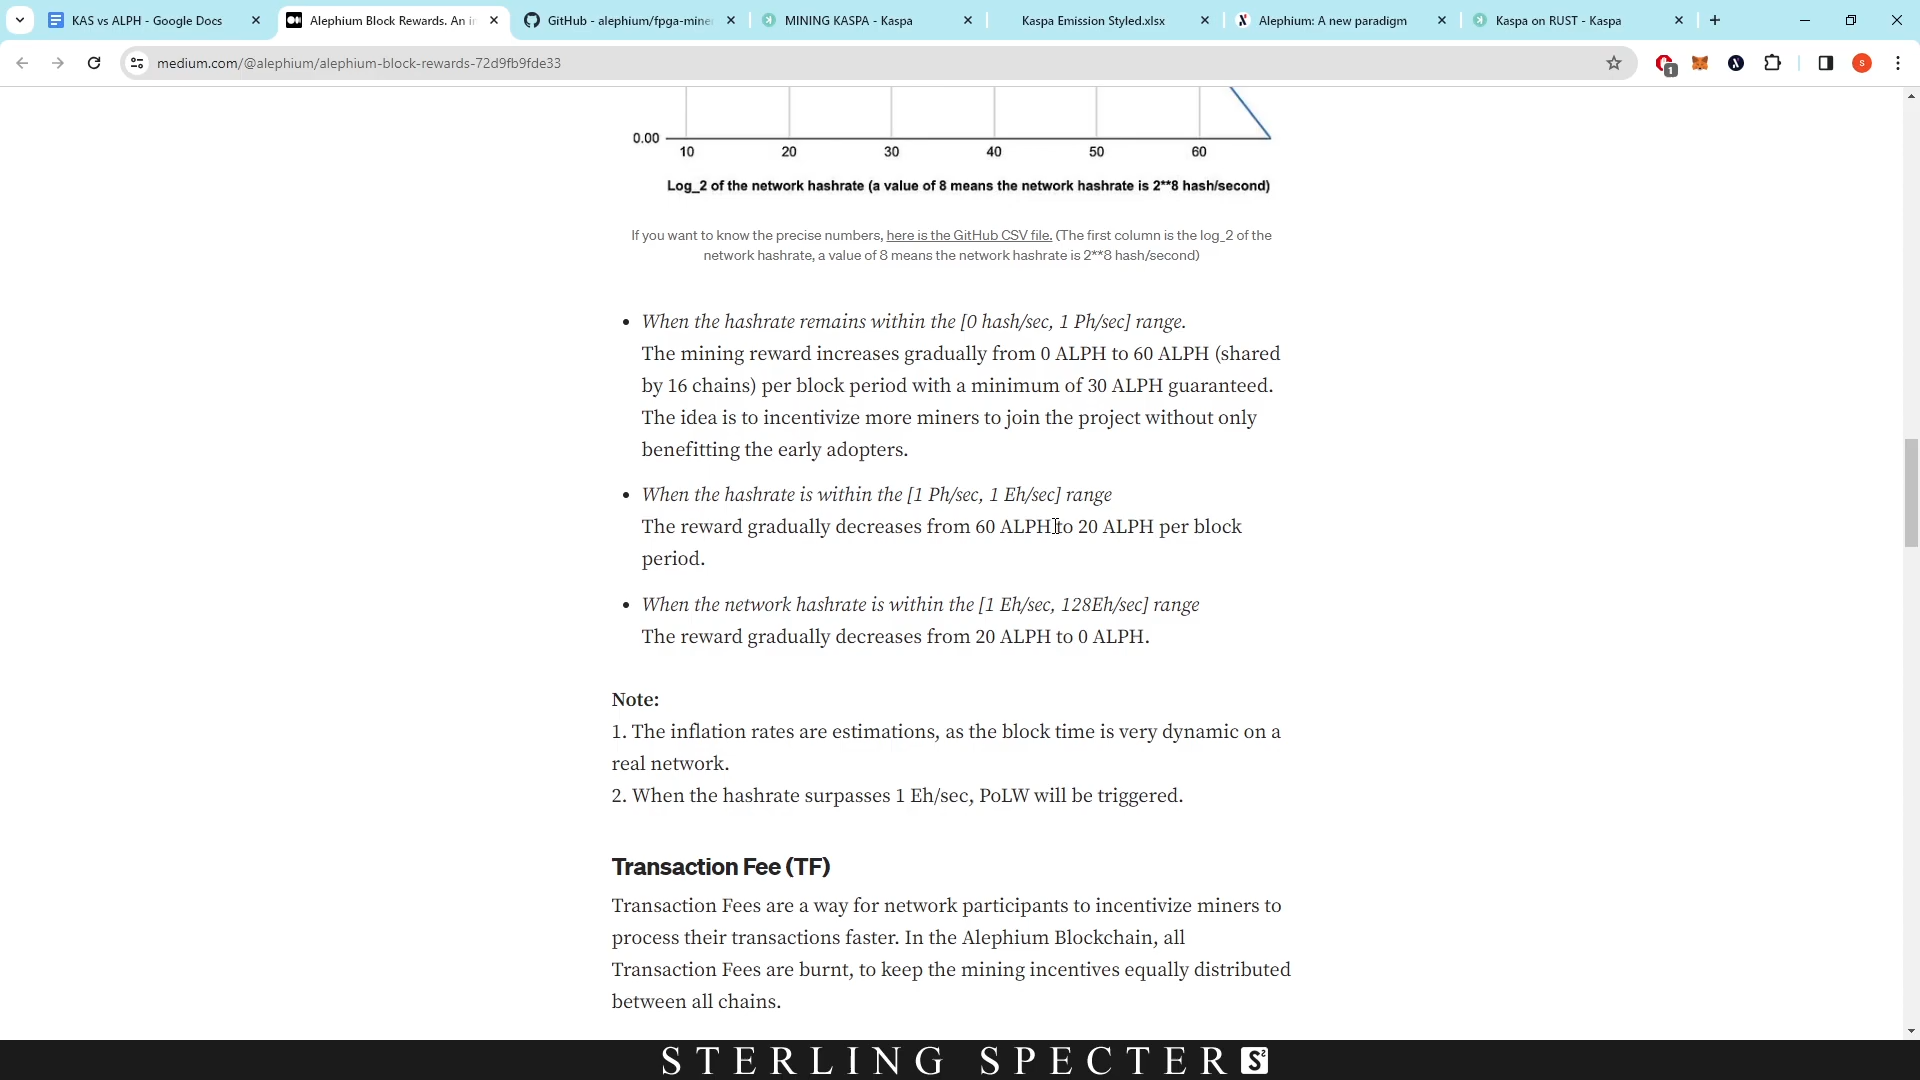 KAS vs ALPH - Google Docs
Alephium Block Rewards. An in
GitHub - alephium/fpga-mine
MINING KASPA - Kaspa
Kaspa Emission Styled.xlsx
Alephium: A new paradigm
Kaspa on RUST - Kaspa
medium.com/@alephium/alephium-block-rewards-72d9fb9fde33
1
S
0.00
10 20 30 40 50 60
Log_2 of the network hashrate (a value of 8 means the network hashrate is 2**8 hash/second)
If you want to know the precise numbers, here is the GitHub CSV file. (The first column is the log_2 of the
network hashrate, a value of 8 means the network hashrate is 2**8 hash/second)
• When the hashrate remains within the [0 hash/sec, 1 Ph/sec] range.
The mining reward increases gradually from 0 ALPH to 60 ALPH (shared
by 16 chains) per block period with a minimum of 30 ALPH guaranteed.
The idea is to incentivize more miners to join the project without only
benefitting the early adopters.
• When the hashrate is within the [1 Ph/sec, 1 Eh/sec] range
The reward gradually decreases from 60 ALPH to 20 ALPH per block
period.
• When the network hashrate is within the [1 Eh/sec, 128Eh/sec] range
The reward gradually decreases from 20 ALPH to 0 ALPH.
Note:
1. The inflation rates are estimations, as the block time is very dynamic on a
real network.
2. When the hashrate surpasses 1 Eh/sec, PoLW will be triggered.
Transaction Fee (TF)
Transaction Fees are a way for network participants to incentivize miners to
process their transactions faster. In the Alephium Blockchain, all
Transaction Fees are burnt, to keep the mining incentives equally distributed
between all chains.
STERLING SPECTER S²